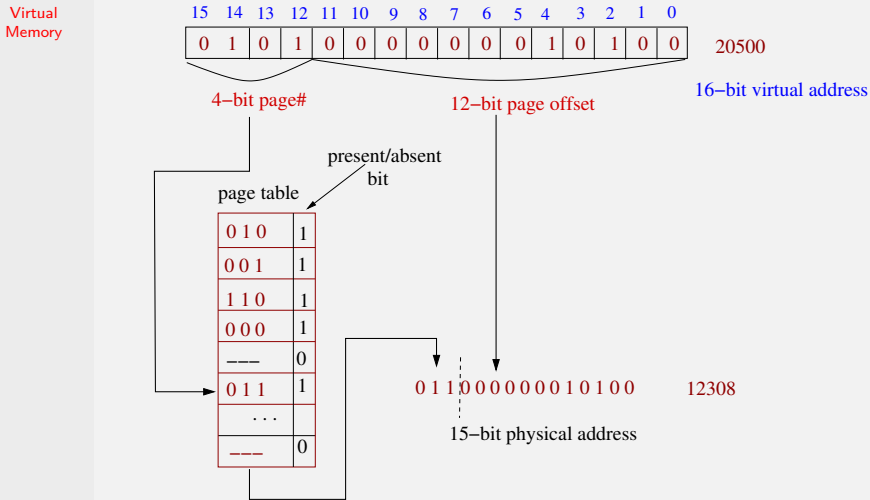 Virtual
Memory
15 14 13 12 11 10 9 8 7 6 5 4 3 2 1 0
0 1 0 1 0 0 0 0 0 0 0 1 0 1 0 0 20500
16−bit virtual address
4−bit page# 12−bit page offset
present/absent
bit
page table
0 1 0 1
0 0 1 1
1 1 0 1
0 0 0 1
−−− 0
0 1 1 1
. . .
−−− 0
0 1 1 0 0 0 0 0 0 0 1 0 1 0 0 12308
15−bit physical address